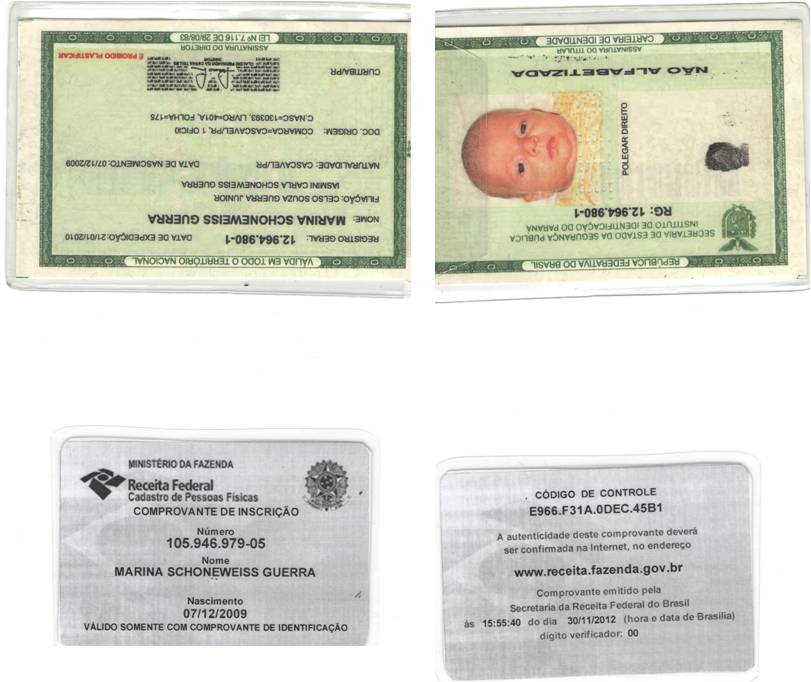 VÁLIDA EM TODO O TERRITÓRIO NACIONAL
REGISTRO GERAL: 12.964.980-1 DATA DE EXPEDIÇÃO: 21/01/2010
NOME: MARINA SCHONEWEISS GUERRA
FILIAÇÃO: CELSO SOUZA GUERRA JUNIOR
IASMINI CARLA SCHONEWEISS GUERRA
NATURALIDADE: CASCAVEL/PR DATA DE NASCIMENTO: 07/12/2009
DOC. ORIGEM: COMARCA=CASCAVEL/PR, 1 OFICIO
C.NASC=130393, LIVRO=401A, FOLHA=175
CURITIBA/PR
ASSINATURA DO DIRETOR
É PROIBIDO PLASTIFICAR
LEI Nº 7.116 DE 29/08/83
REPÚBLICA FEDERATIVA DO BRASIL
SECRETARIA DE ESTADO DA SEGURANÇA PÚBLICA
INSTITUTO DE IDENTIFICAÇÃO DO PARANÁ
RG: 12.964.980-1
POLEGAR DIREITO
NÃO ALFABETIZADA
ASSINATURA DO TITULAR
CARTEIRA DE IDENTIDADE
MINISTÉRIO DA FAZENDA
Receita Federal
Cadastro de Pessoas Físicas
COMPROVANTE DE INSCRIÇÃO
Número
105.946.979-05
Nome
MARINA SCHONEWEISS GUERRA
Nascimento
07/12/2009
VÁLIDO SOMENTE COM COMPROVANTE DE IDENTIFICAÇÃO
CÓDIGO DE CONTROLE
E966.F31A.0DEC.45B1
A autenticidade deste comprovante deverá
ser confirmada na Internet, no endereço
www.receita.fazenda.gov.br
Comprovante emitido pela
Secretaria da Receita Federal do Brasil
às 15:55:40 do dia 30/11/2012 (hora e data de Brasília)
dígito verificador: 00